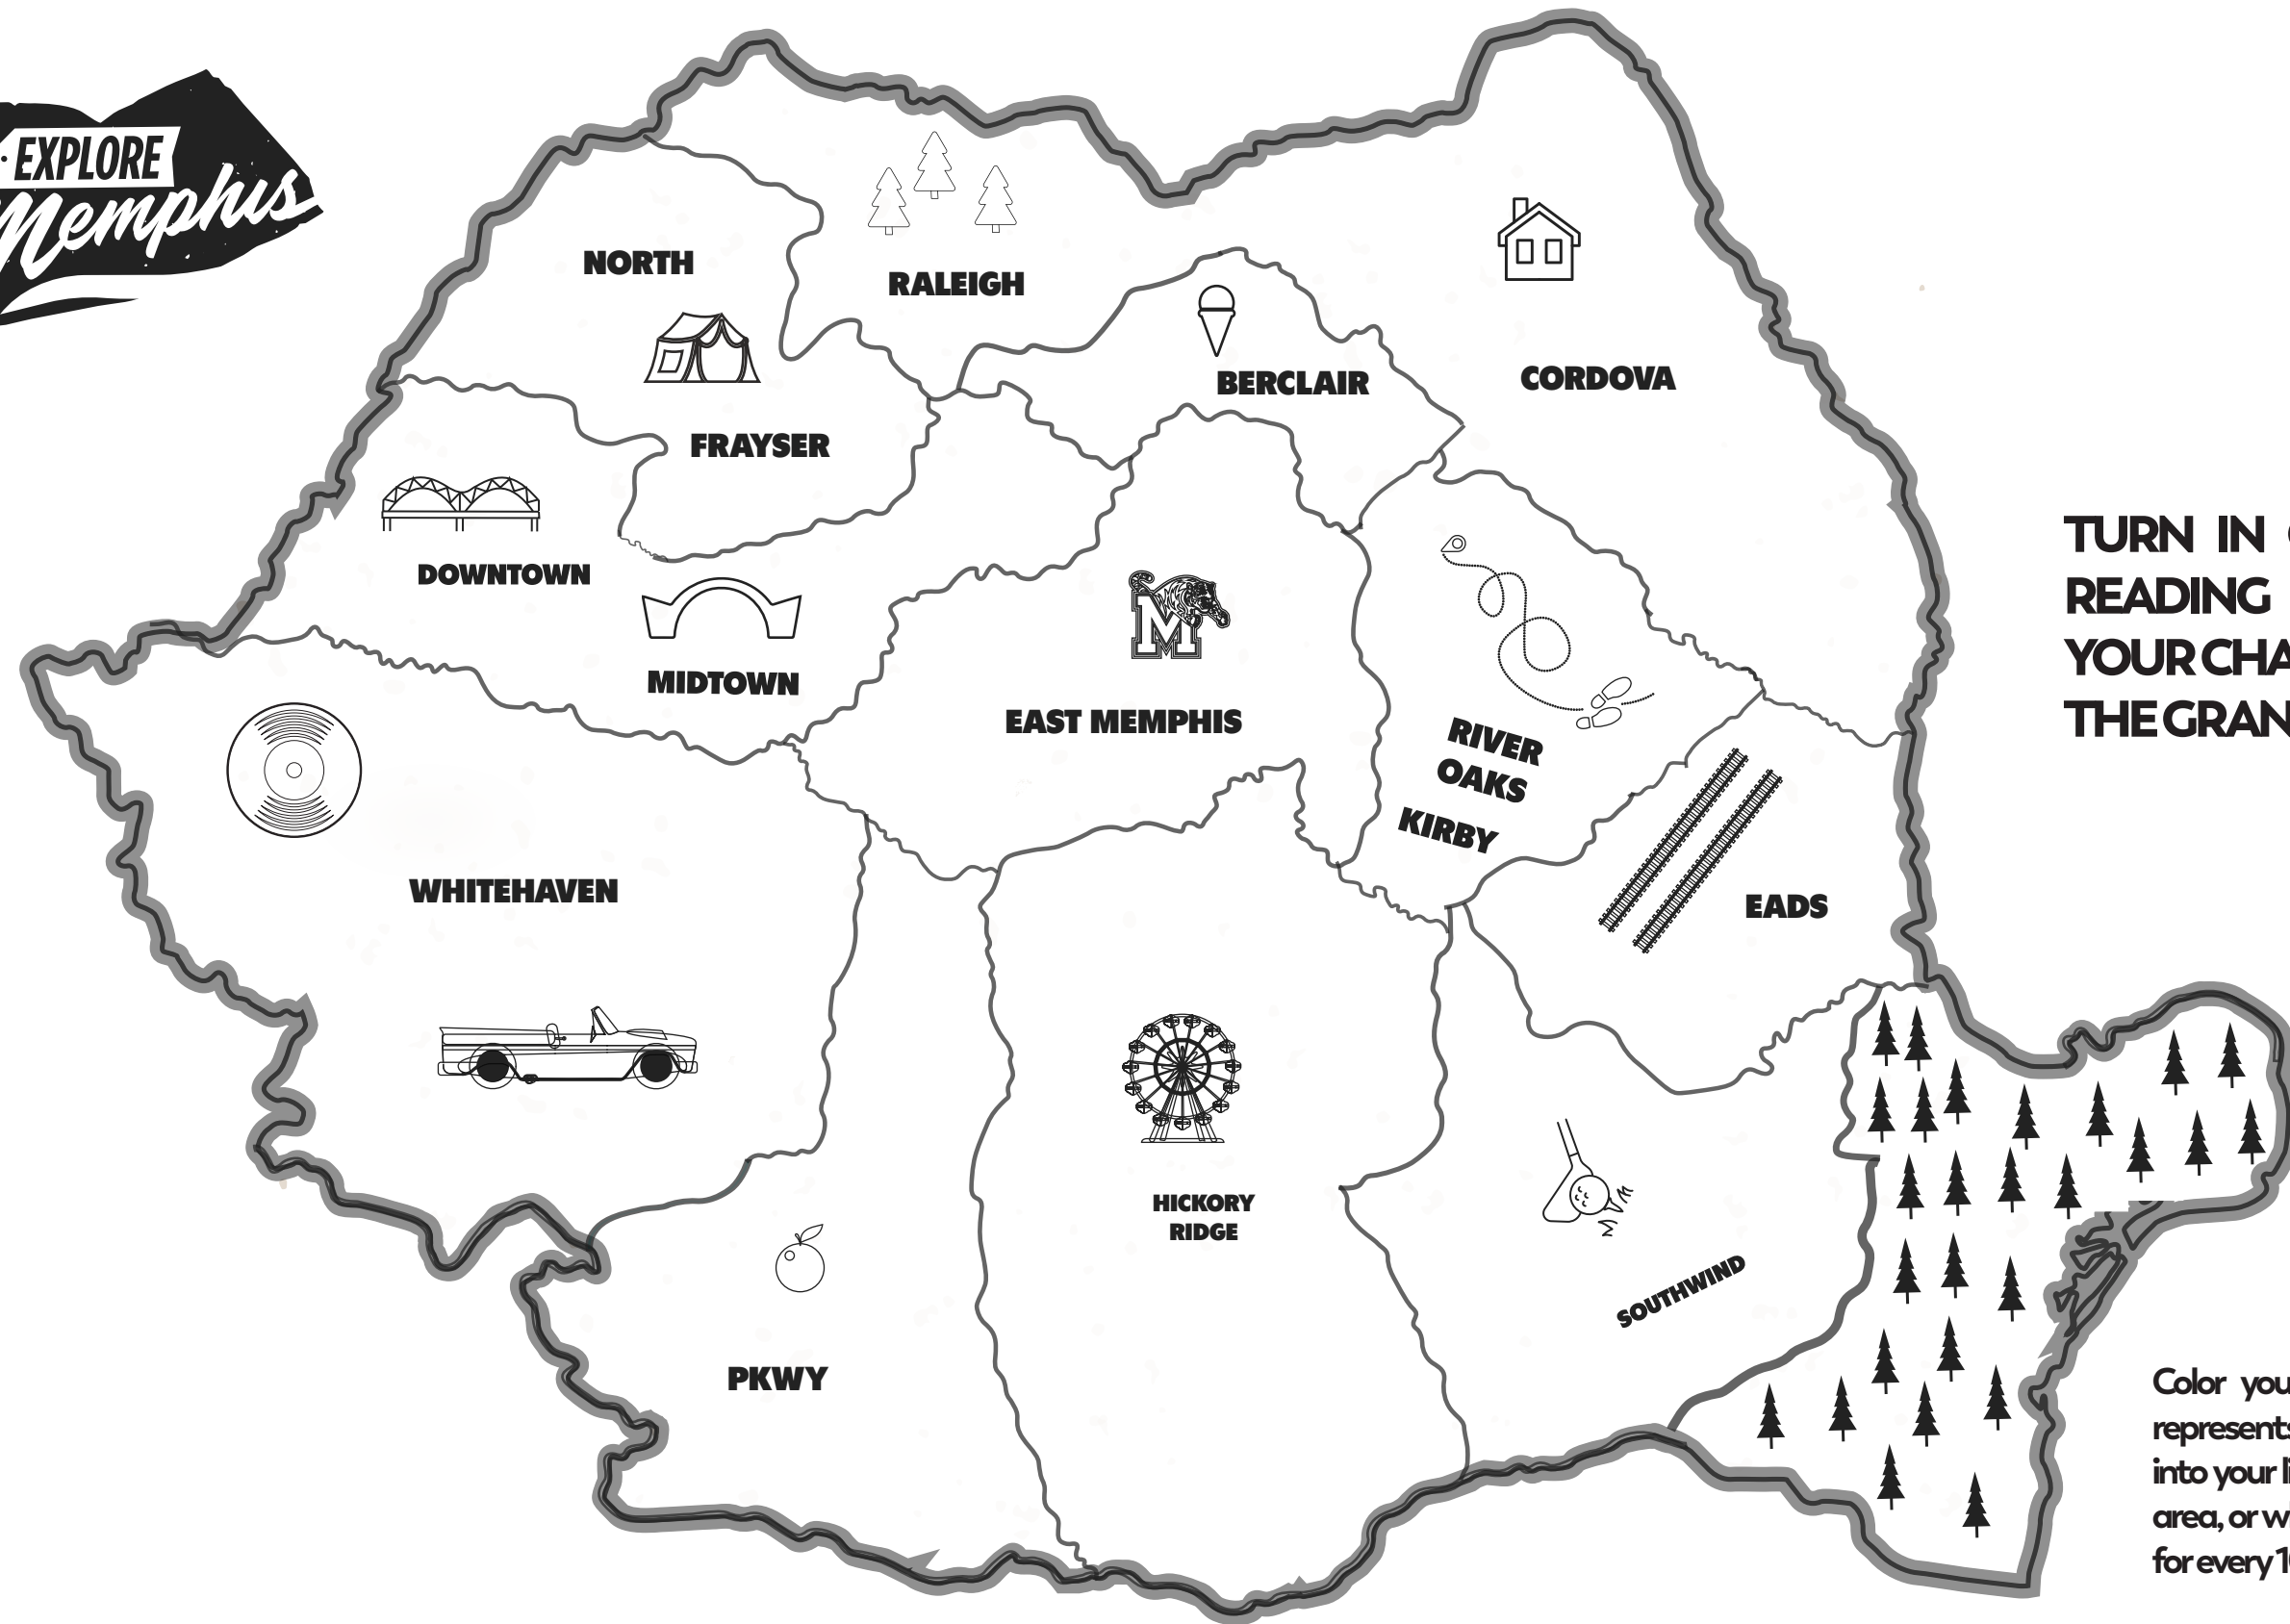 EXPLORE
Memphis
NORTH
RALEIGH
BERCLAIR
CORDOVA
FRAYSER
DOWNTOWN
MIDTOWN
M
EAST MEMPHIS
RIVER
OAKS
KIRBY
WHITEHAVEN
EADS
HICKORY
RIDGE
SOUTHWIND
PKWY
TURN IN
READING
YOUR CHA
THE GRAN
Color you
represents
into your li
area, or w
for every 1